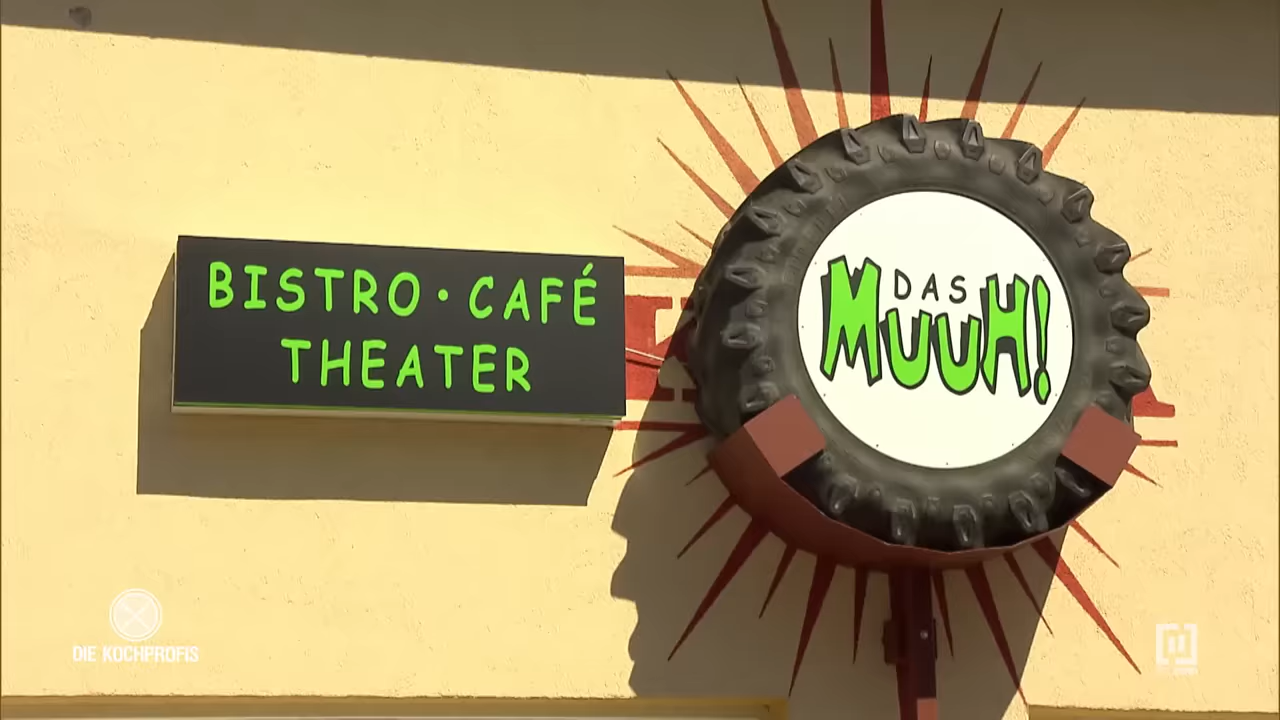 BISTRO · CAFÉ
THEATER
DAS
MUUH!
DIE KOCHPROFIS